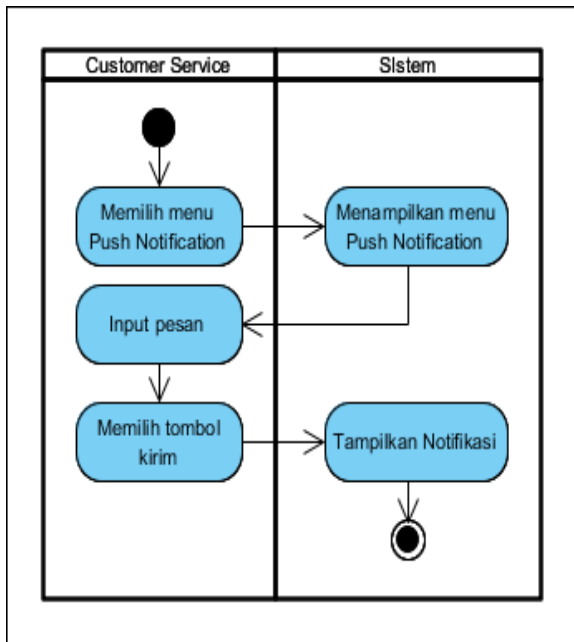 Customer Service
SIstem
Memilih menu
Push Notification
Menampilkan menu
Push Notification
Input pesan
Memilih tombol
kirim
Tampilkan Notifikasi